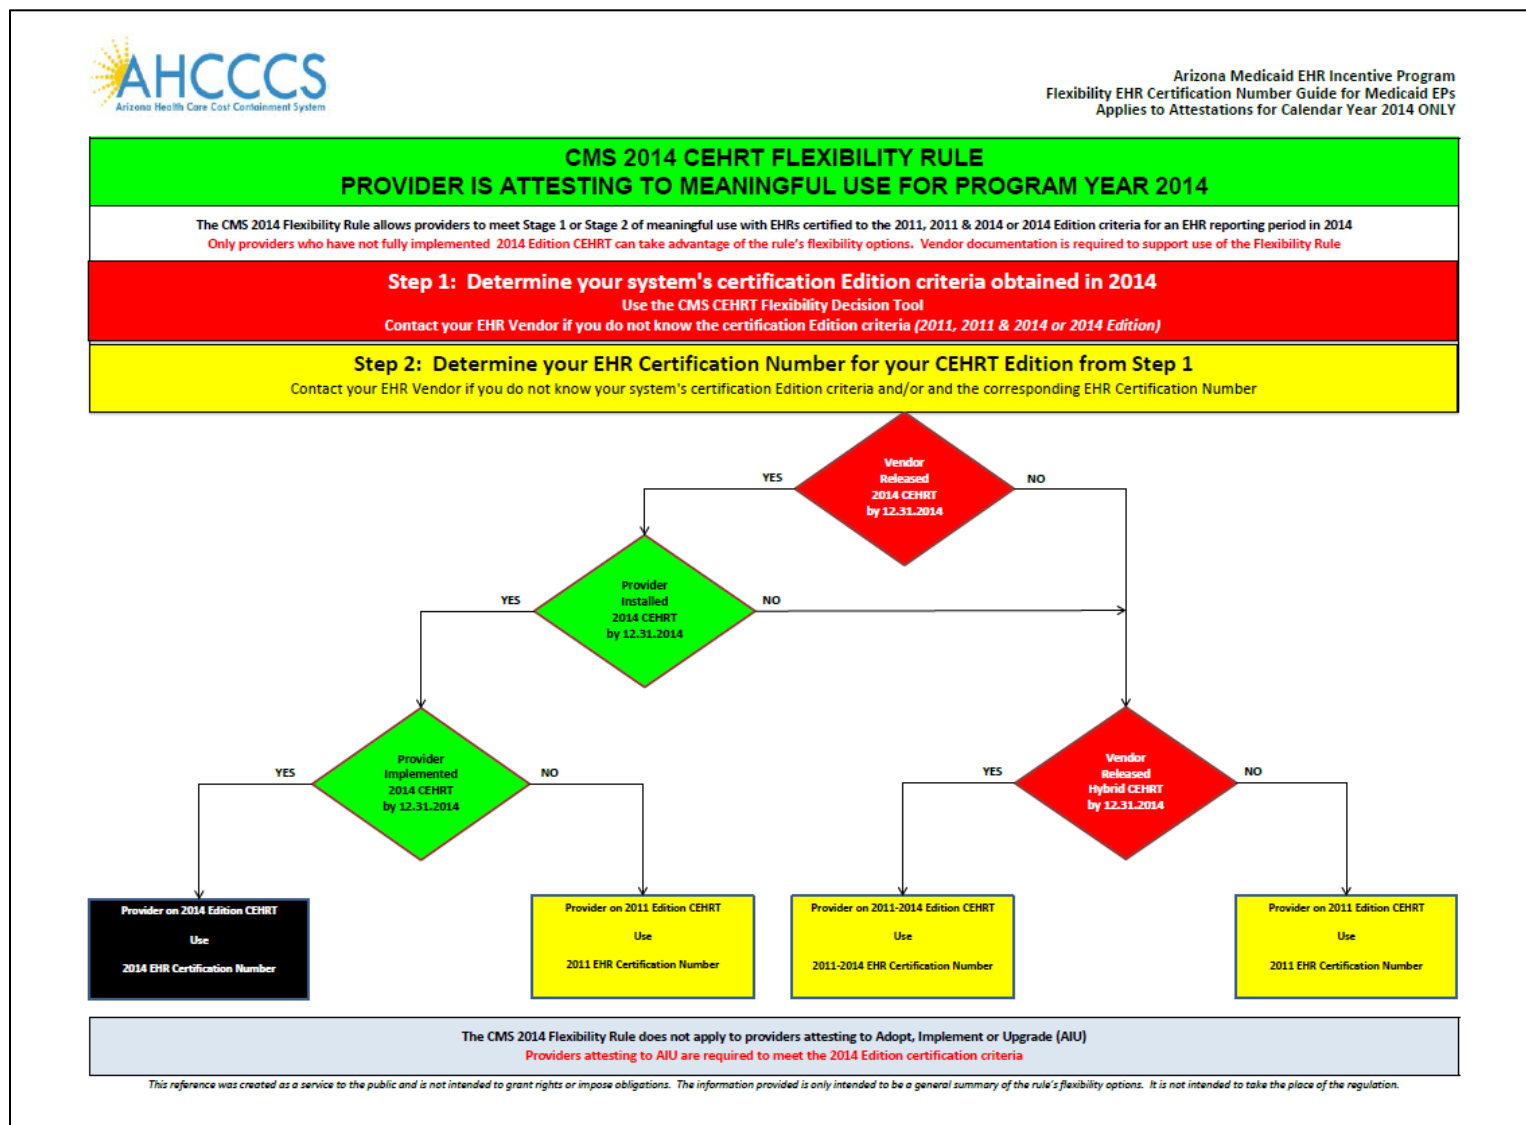 AHCCCS
Arizona Health Care Cost Containment System
Arizona Medicaid EHR Incentive Program
Flexibility EHR Certification Number Guide for Medicaid EPs
Applies to Attestations for Calendar Year 2014 ONLY
CMS 2014 CEHRT FLEXIBILITY RULE
PROVIDER IS ATTESTING TO MEANINGFUL USE FOR PROGRAM YEAR 2014
The CMS 2014 Flexibility Rule allows providers to meet Stage 1 or Stage 2 of meaningful use with EHRs certified to the 2011, 2011 & 2014 or 2014 Edition criteria for an EHR reporting period in 2014
Only providers who have not fully implemented 2014 Edition CEHRT can take advantage of the rule's flexibility options. Vendor documentation is required to support use of the Flexibility Rule
Step 1: Determine your system's certification Edition criteria obtained in 2014
Use the CMS CEHRT Flexibility Decision Tool
Contact your EHR Vendor if you do not know the certification Edition criteria (2011, 2011 & 2014 or 2014 Edition)
Step 2: Determine your EHR Certification Number for your CEHRT Edition from Step 1
Contact your EHR Vendor if you do not know your system's certification Edition criteria and/or and the corresponding EHR Certification Number
Vendor
Released
2014 CEHRT
by 12.31.2014
YES
NO
Provider
Installed
2014 CEHRT
by 12.31.2014
YES
NO
Provider
Implemented
2014 CEHRT
by 12.31.2014
YES
NO
Vendor
Released
Hybrid CEHRT
by 12.31.2014
YES
NO
Provider on 2014 Edition CEHRT
Use
2014 EHR Certification Number
Provider on 2011 Edition CEHRT
Use
2011 EHR Certification Number
Provider on 2011-2014 Edition CEHRT
Use
2011-2014 EHR Certification Number
Provider on 2011 Edition CEHRT
Use
2011 EHR Certification Number
The CMS 2014 Flexibility Rule does not apply to providers attesting to Adopt, Implement or Upgrade (AIU)
Providers attesting to AIU are required to meet the 2014 Edition certification criteria
This reference was created as a service to the public and is not intended to grant rights or impose obligations. The information provided is only intended to be a general summary of the rule's flexibility options. It is not intended to take the place of the regulation.